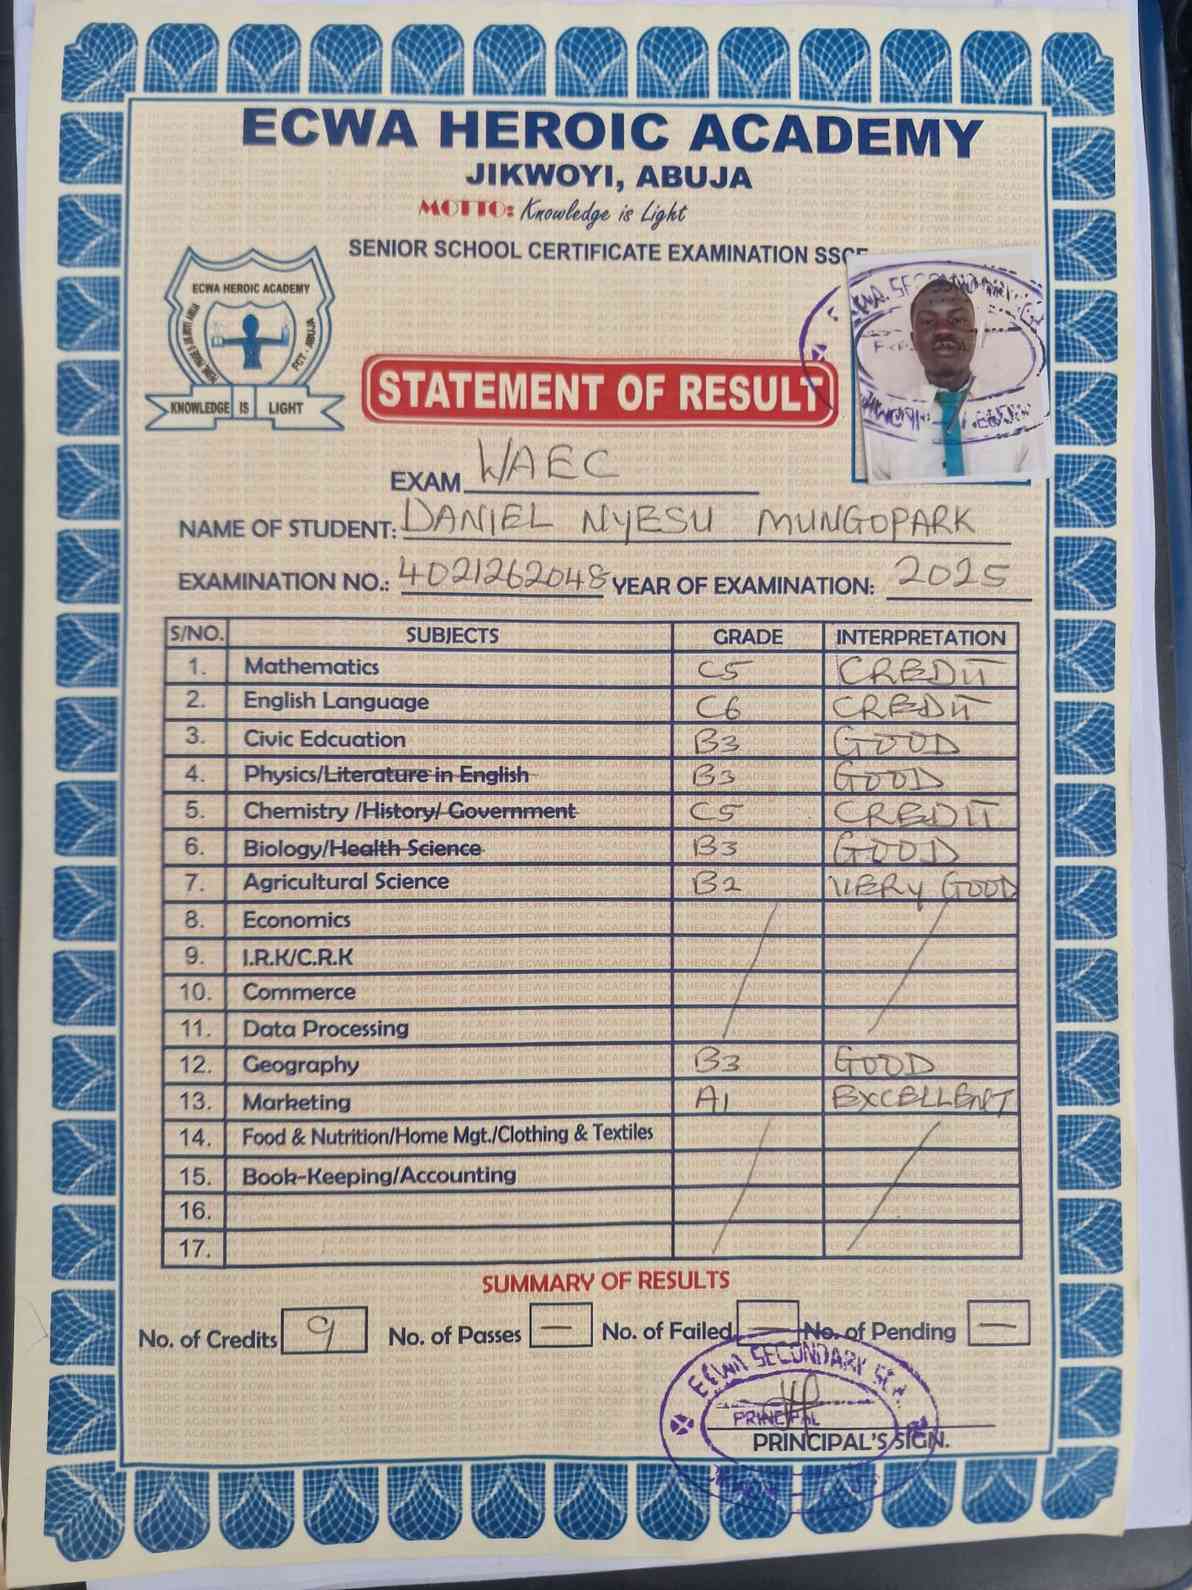 ECWA HEROIC ACADEMY
JIKWOYI, ABUJA
MOTTO: Knowledge is Light
SENIOR SCHOOL CERTIFICATE EXAMINATION SSCE
ECWA HEROIC ACADEMY
FCT - ABUJA
KNOWLEDGE IS LIGHT
STATEMENT OF RESULT
EXAM WAEC
NAME OF STUDENT: DANIEL NYESU MUNGOPARK
EXAMINATION NO.: 4021262048 YEAR OF EXAMINATION: 2025
S/NO. SUBJECTS GRADE INTERPRETATION
1. Mathematics C5 CREDIT
2. English Language C6 CREDIT
3. Civic Edcuation B3 GOOD
4. Physics/Literature in English B3 GOOD
5. Chemistry /History/ Government C5 CREDIT
6. Biology/Health Science B3 GOOD
7. Agricultural Science B2 VERY GOOD
8. Economics
9. I.R.K/C.R.K
10. Commerce
11. Data Processing
12. Geography B3 GOOD
13. Marketing A1 EXCELLENT
14. Food & Nutrition/Home Mgt./Clothing & Textiles
15. Book-Keeping/Accounting
16.
17.
SUMMARY OF RESULTS
No. of Credits 9 No. of Passes — No. of Failed — No. of Pending —
ECWA SECONDARY SCH.
PRINCIPAL
PRINCIPAL'S SIGN.